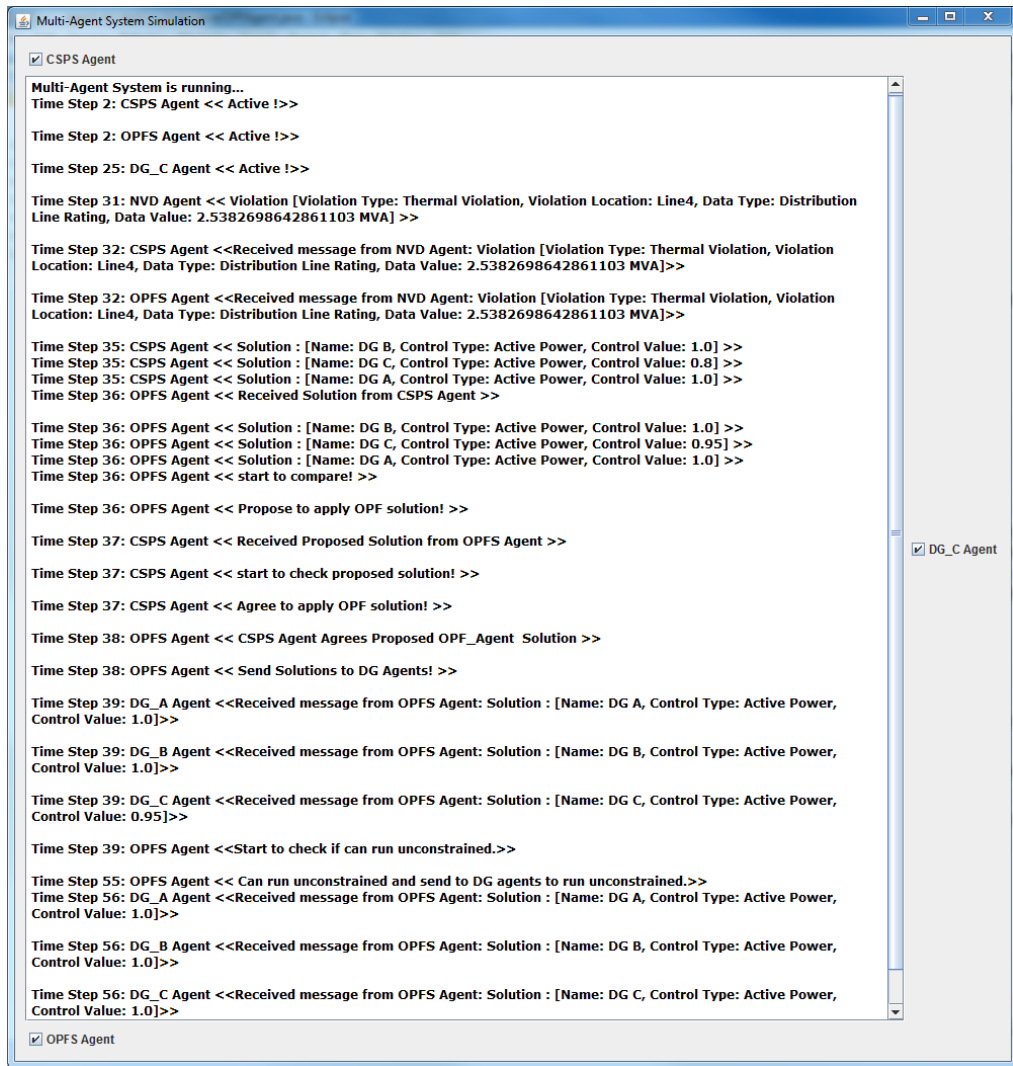 Multi-Agent System Simulation
CSPS Agent
Multi-Agent System is running...
Time Step 2: CSPS Agent << Active !>>
Time Step 2: OPFS Agent << Active !>>
Time Step 25: DG_C Agent << Active !>>
Time Step 31: NVD Agent << Violation [Violation Type: Thermal Violation, Violation Location: Line4, Data Type: Distribution
Line Rating, Data Value: 2.5382698642861103 MVA] >>
Time Step 32: CSPS Agent <<Received message from NVD Agent: Violation [Violation Type: Thermal Violation, Violation
Location: Line4, Data Type: Distribution Line Rating, Data Value: 2.5382698642861103 MVA]>>
Time Step 32: OPFS Agent <<Received message from NVD Agent: Violation [Violation Type: Thermal Violation, Violation
Location: Line4, Data Type: Distribution Line Rating, Data Value: 2.5382698642861103 MVA]>>
Time Step 35: CSPS Agent << Solution : [Name: DG B, Control Type: Active Power, Control Value: 1.0] >>
Time Step 35: CSPS Agent << Solution : [Name: DG C, Control Type: Active Power, Control Value: 0.8] >>
Time Step 35: CSPS Agent << Solution : [Name: DG A, Control Type: Active Power, Control Value: 1.0] >>
Time Step 36: OPFS Agent << Received Solution from CSPS Agent >>
Time Step 36: OPFS Agent << Solution : [Name: DG B, Control Type: Active Power, Control Value: 1.0] >>
Time Step 36: OPFS Agent << Solution : [Name: DG C, Control Type: Active Power, Control Value: 0.95] >>
Time Step 36: OPFS Agent << Solution : [Name: DG A, Control Type: Active Power, Control Value: 1.0] >>
Time Step 36: OPFS Agent << start to compare! >>
Time Step 36: OPFS Agent << Propose to apply OPF solution! >>
Time Step 37: CSPS Agent << Received Proposed Solution from OPFS Agent >>
Time Step 37: CSPS Agent << start to check proposed solution! >>
Time Step 37: CSPS Agent << Agree to apply OPF solution! >>
Time Step 38: OPFS Agent << CSPS Agent Agrees Proposed OPF_Agent  Solution >>
Time Step 38: OPFS Agent << Send Solutions to DG Agents! >>
Time Step 39: DG_A Agent <<Received message from OPFS Agent: Solution : [Name: DG A, Control Type: Active Power,
Control Value: 1.0]>>
Time Step 39: DG_B Agent <<Received message from OPFS Agent: Solution : [Name: DG B, Control Type: Active Power,
Control Value: 1.0]>>
Time Step 39: DG_C Agent <<Received message from OPFS Agent: Solution : [Name: DG C, Control Type: Active Power,
Control Value: 0.95]>>
Time Step 39: OPFS Agent <<Start to check if can run unconstrained.>>
Time Step 55: OPFS Agent << Can run unconstrained and send to DG agents to run unconstrained.>>
Time Step 56: DG_A Agent <<Received message from OPFS Agent: Solution : [Name: DG A, Control Type: Active Power,
Control Value: 1.0]>>
Time Step 56: DG_B Agent <<Received message from OPFS Agent: Solution : [Name: DG B, Control Type: Active Power,
Control Value: 1.0]>>
Time Step 56: DG_C Agent <<Received message from OPFS Agent: Solution : [Name: DG C, Control Type: Active Power,
Control Value: 1.0]>>
DG_C Agent
OPFS Agent